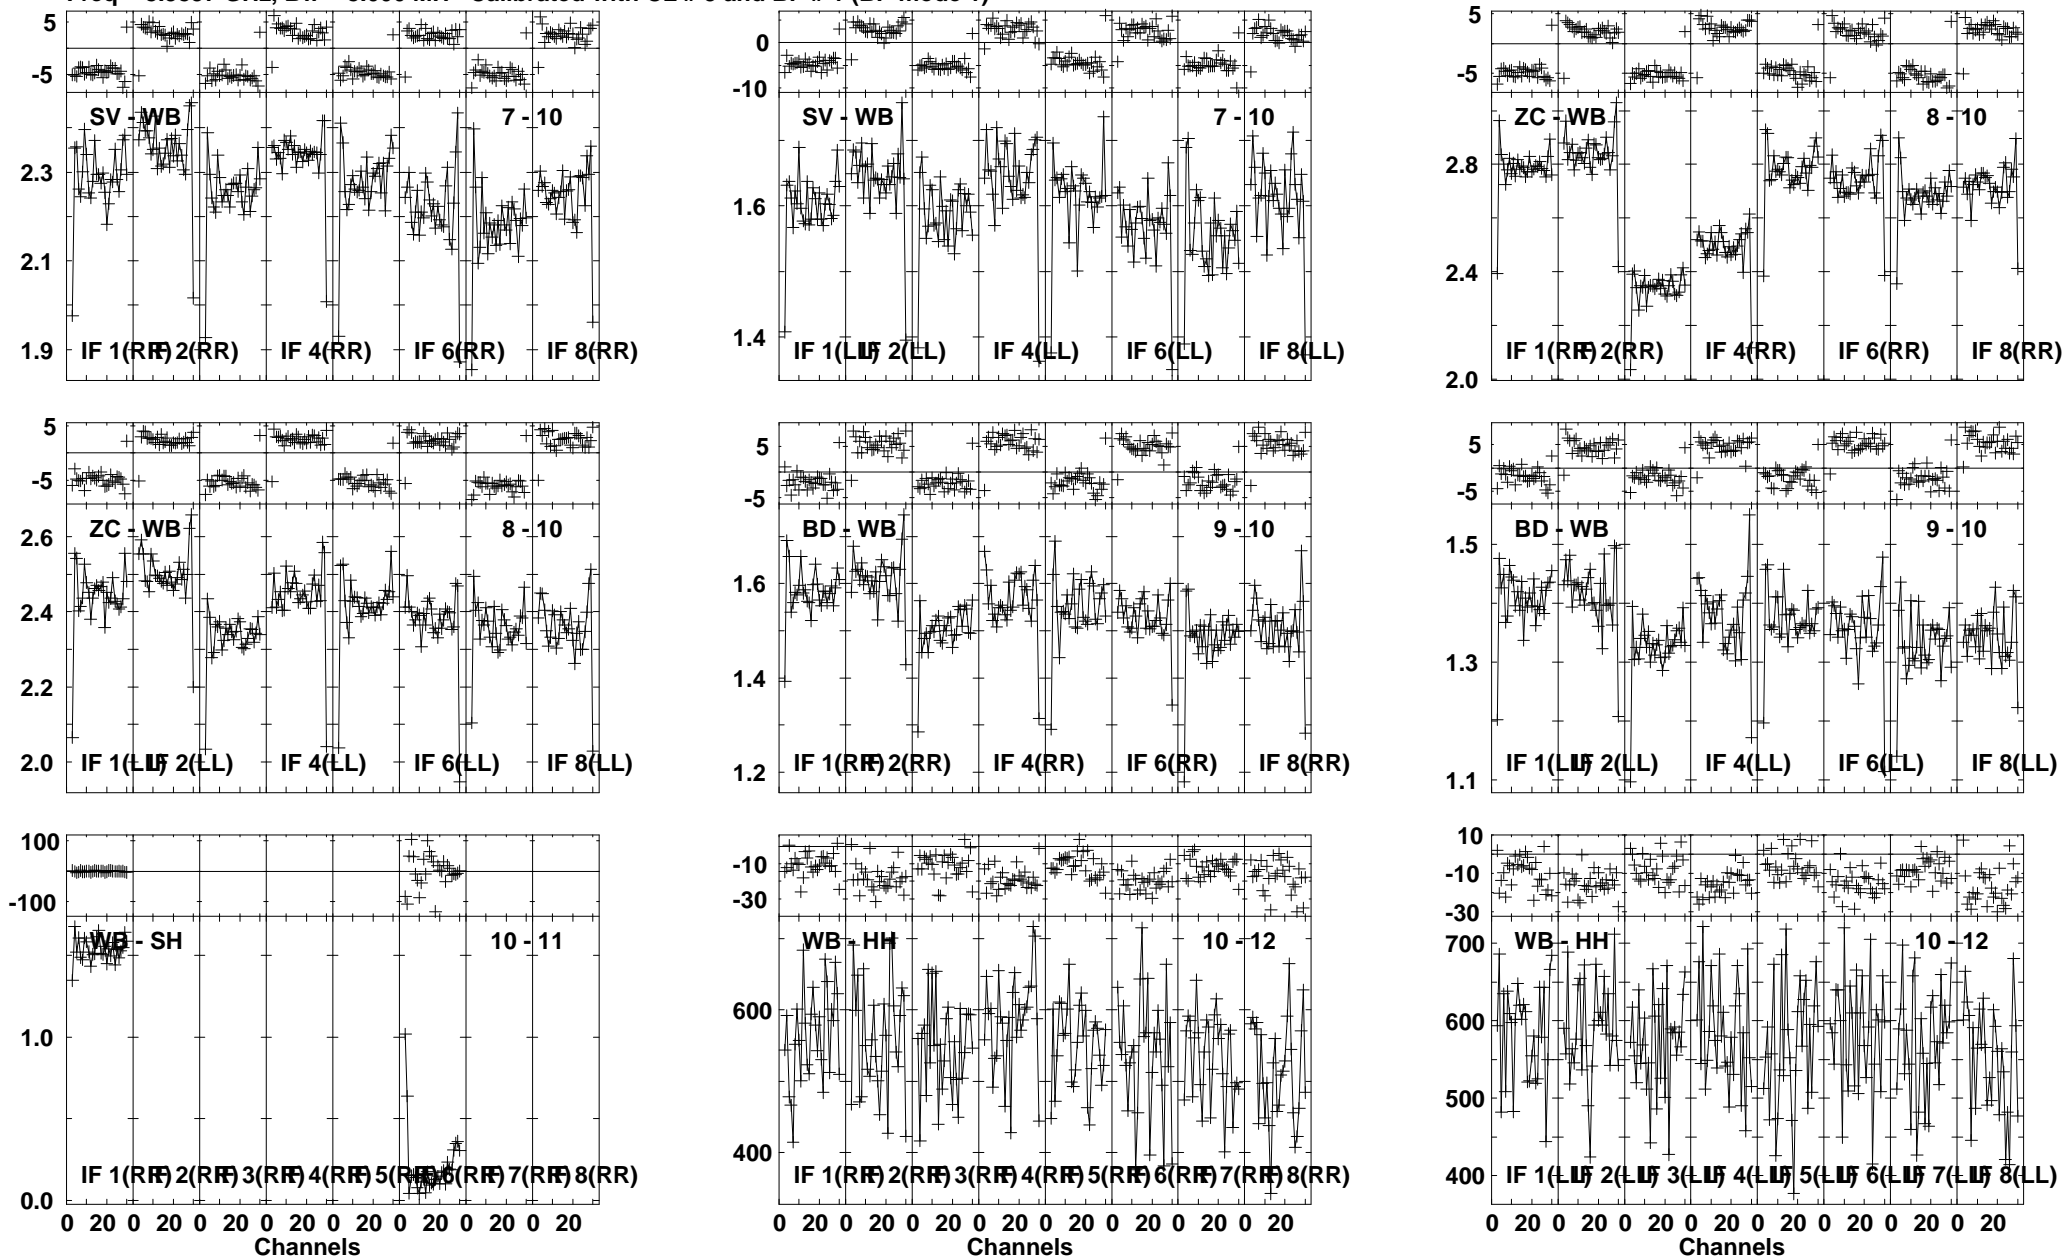 5
-5
SV - WB
7 - 10
2.3
2.1
1.9
IF 1(RR)
IF 2(RR)
IF 4(RR)
IF 6(RR)
IF 8(RR)
5
0
-10
SV - WB
7 - 10
1.6
1.4
IF 1(LL)
IF 2(LL)
IF 4(LL)
IF 6(LL)
IF 8(LL)
5
-5
ZC - WB
8 - 10
2.8
2.4
2.0
IF 1(RR)
IF 2(RR)
IF 4(RR)
IF 6(RR)
IF 8(RR)
5
-5
ZC - WB
8 - 10
2.6
2.4
2.2
2.0
IF 1(LL)
IF 2(LL)
IF 4(LL)
IF 6(LL)
IF 8(LL)
5
-5
BD - WB
9 - 10
1.6
1.4
1.2
IF 1(RR)
IF 2(RR)
IF 4(RR)
IF 6(RR)
IF 8(RR)
5
-5
BD - WB
9 - 10
1.5
1.3
1.1
IF 1(LL)
IF 2(LL)
IF 4(LL)
IF 6(LL)
IF 8(LL)
100
-100
WB - SH
10 - 11
1.0
0.0
IF 1(RR)
IF 2(RR)
IF 3(RR)
IF 4(RR)
IF 5(RR)
IF 6(RR)
IF 7(RR)
IF 8(RR)
0 20 0 20 0 20 0 20 0 20 0 20 0 20 0 20
Channels
-10
-30
WB - HH
10 - 12
600
400
IF 1(RR)
IF 2(RR)
IF 3(RR)
IF 4(RR)
IF 5(RR)
IF 6(RR)
IF 7(RR)
IF 8(RR)
0 20 0 20 0 20 0 20 0 20 0 20 0 20 0 20
Channels
10
-10
-30
WB - HH
10 - 12
700
600
500
400
IF 1(LL)
IF 2(LL)
IF 3(LL)
IF 4(LL)
IF 5(LL)
IF 6(LL)
IF 7(LL)
IF 8(LL)
0 20 0 20 0 20 0 20 0 20 0 20 0 20 0 20
Channels